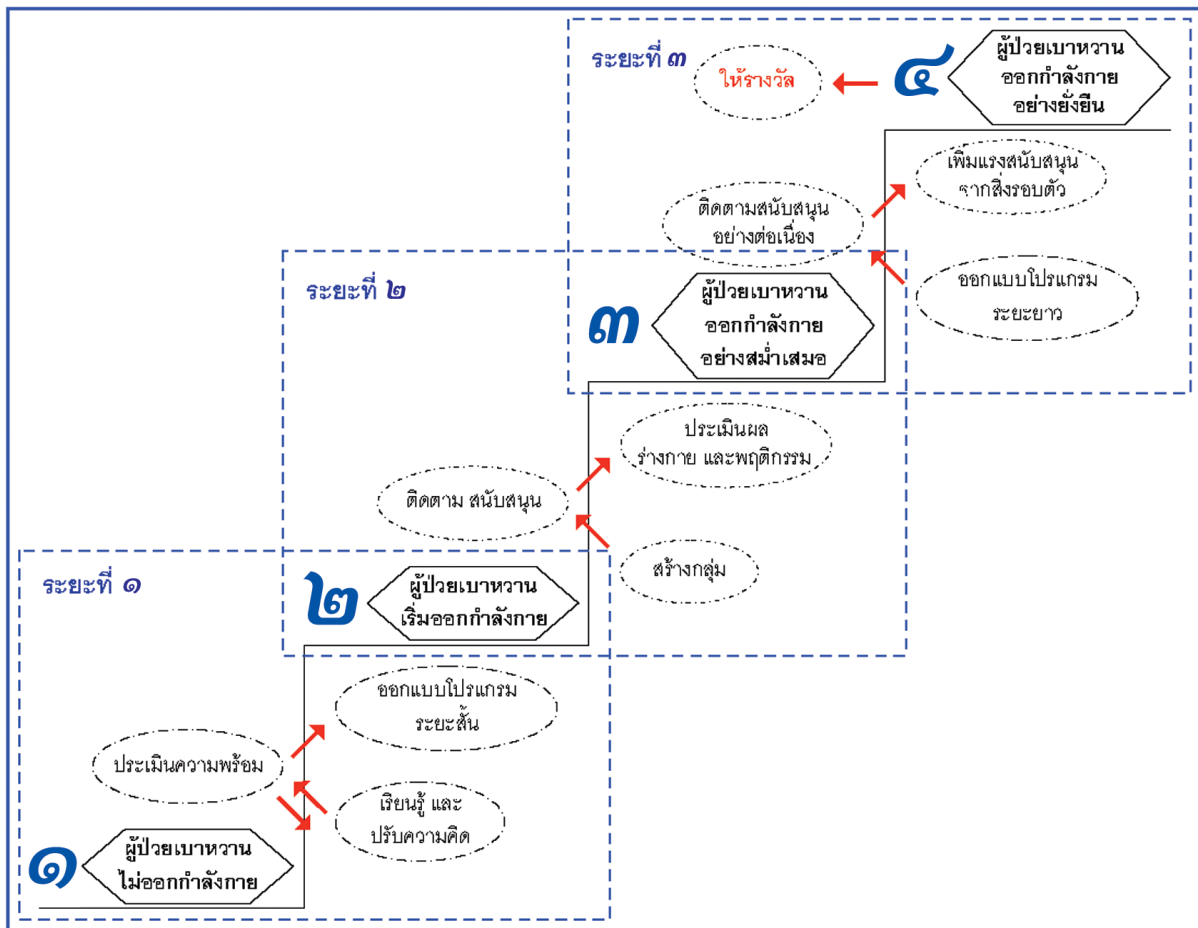 ระยะที่ ๓
ให้รางวัล
๔
ผู้ป่วยเบาหวาน
ออกกำลังกาย
อย่างยั่งยืน
เพิ่มแรงสนับสนุน
จากสิ่งรอบตัว
ติดตามสนับสนุน
อย่างต่อเนื่อง
ออกแบบโปรแกรม
ระยะยาว
ระยะที่ ๒
๓
ผู้ป่วยเบาหวาน
ออกกำลังกาย
อย่างสม่ำเสมอ
ประเมินผล
ร่างกาย และพฤติกรรม
ติดตาม สนับสนุน
สร้างกลุ่ม
ระยะที่ ๑
๒
ผู้ป่วยเบาหวาน
เริ่มออกกำลังกาย
ออกแบบโปรแกรม
ระยะสั้น
ประเมินความพร้อม
เรียนรู้ และ
ปรับความคิด
๑
ผู้ป่วยเบาหวาน
ไม่ออกกำลังกาย